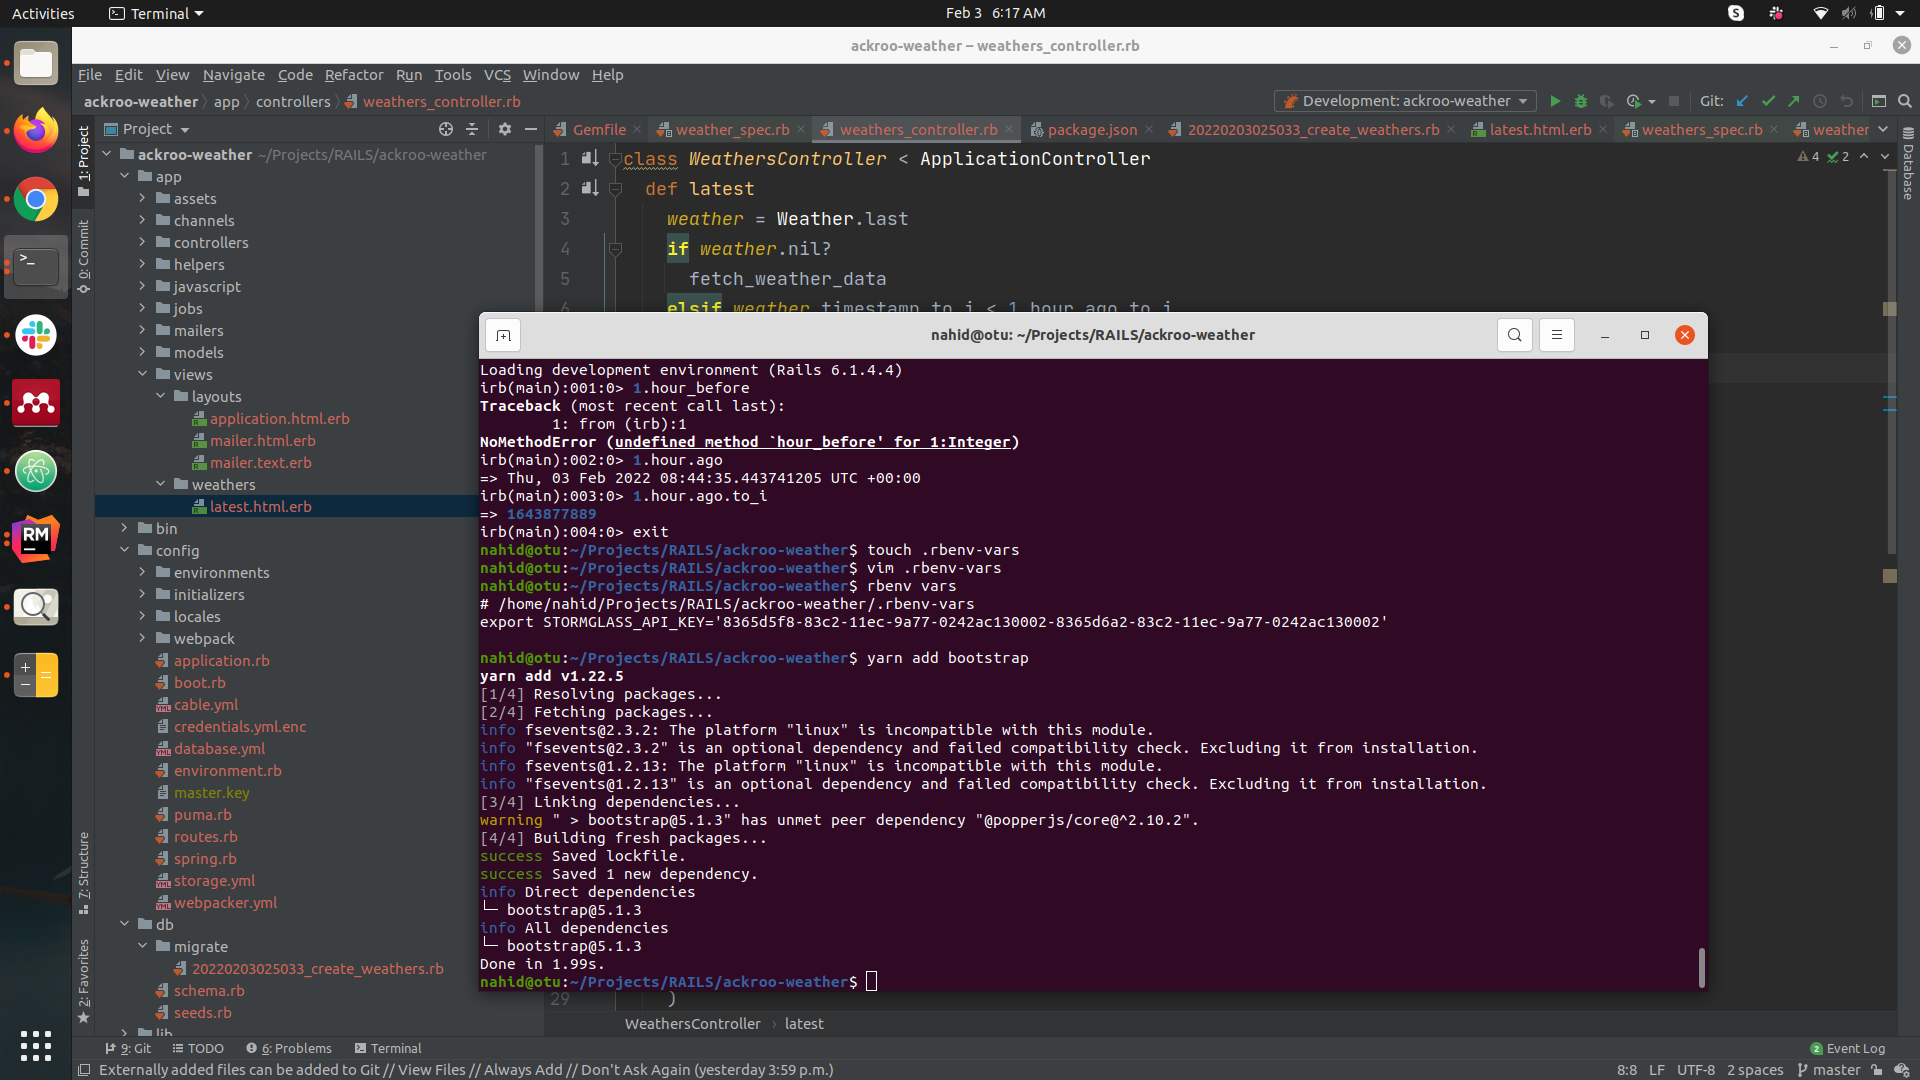 Activities
Terminal
Feb 3 6:17 AM
ackroo-weather – weathers_controller.rb
File Edit View Navigate Code Refactor Run Tools VCS Window Help
ackroo-weather app controllers weathers_controller.rb
Development: ackroo-weather
Git:
Project
Gemfile
weather_spec.rb
weathers_controller.rb
package.json
20220203025033_create_weathers.rb
latest.html.erb
weathers_spec.rb
weather
1: Project
0: Commit
7: Structure
2: Favorites
Database
ackroo-weather ~/Projects/RAILS/ackroo-weather
app
assets
channels
controllers
helpers
javascript
jobs
mailers
models
views
layouts
application.html.erb
mailer.html.erb
mailer.text.erb
weathers
latest.html.erb
bin
config
environments
initializers
locales
webpack
application.rb
boot.rb
cable.yml
credentials.yml.enc
database.yml
environment.rb
master.key
puma.rb
routes.rb
spring.rb
storage.yml
webpacker.yml
db
migrate
20220203025033_create_weathers.rb
schema.rb
seeds.rb
lib
4 2
1 class WeathersController < ApplicationController
2 def latest
3 weather = Weather.last
4 if weather.nil?
5 fetch_weather_data
6 elsif weather.timestamp.to_i < 1.hour.ago.to_i
nahid@otu: ~/Projects/RAILS/ackroo-weather
Loading development environment (Rails 6.1.4.4)
irb(main):001:0> 1.hour_before
Traceback (most recent call last):
1: from (irb):1
NoMethodError (undefined method `hour_before' for 1:Integer)
irb(main):002:0> 1.hour.ago
=> Thu, 03 Feb 2022 08:44:35.443741205 UTC +00:00
irb(main):003:0> 1.hour.ago.to_i
=> 1643877889
irb(main):004:0> exit
nahid@otu:~/Projects/RAILS/ackroo-weather$ touch .rbenv-vars
nahid@otu:~/Projects/RAILS/ackroo-weather$ vim .rbenv-vars
nahid@otu:~/Projects/RAILS/ackroo-weather$ rbenv vars
# /home/nahid/Projects/RAILS/ackroo-weather/.rbenv-vars
export STORMGLASS_API_KEY='8365d5f8-83c2-11ec-9a77-0242ac130002-8365d6a2-83c2-11ec-9a77-0242ac130002'
nahid@otu:~/Projects/RAILS/ackroo-weather$ yarn add bootstrap
yarn add v1.22.5
[1/4] Resolving packages...
[2/4] Fetching packages...
info fsevents@2.3.2: The platform "linux" is incompatible with this module.
info "fsevents@2.3.2" is an optional dependency and failed compatibility check. Excluding it from installation.
info fsevents@1.2.13: The platform "linux" is incompatible with this module.
info "fsevents@1.2.13" is an optional dependency and failed compatibility check. Excluding it from installation.
[3/4] Linking dependencies...
warning " > bootstrap@5.1.3" has unmet peer dependency "@popperjs/core@^2.10.2".
[4/4] Building fresh packages...
success Saved lockfile.
success Saved 1 new dependency.
info Direct dependencies
└─ bootstrap@5.1.3
info All dependencies
└─ bootstrap@5.1.3
Done in 1.99s.
nahid@otu:~/Projects/RAILS/ackroo-weather$
29 )
WeathersController latest
9: Git TODO 6: Problems Terminal
2 Event Log
Externally added files can be added to Git // View Files // Always Add // Don't Ask Again (yesterday 3:59 p.m.)
8:8 LF UTF-8 2 spaces master